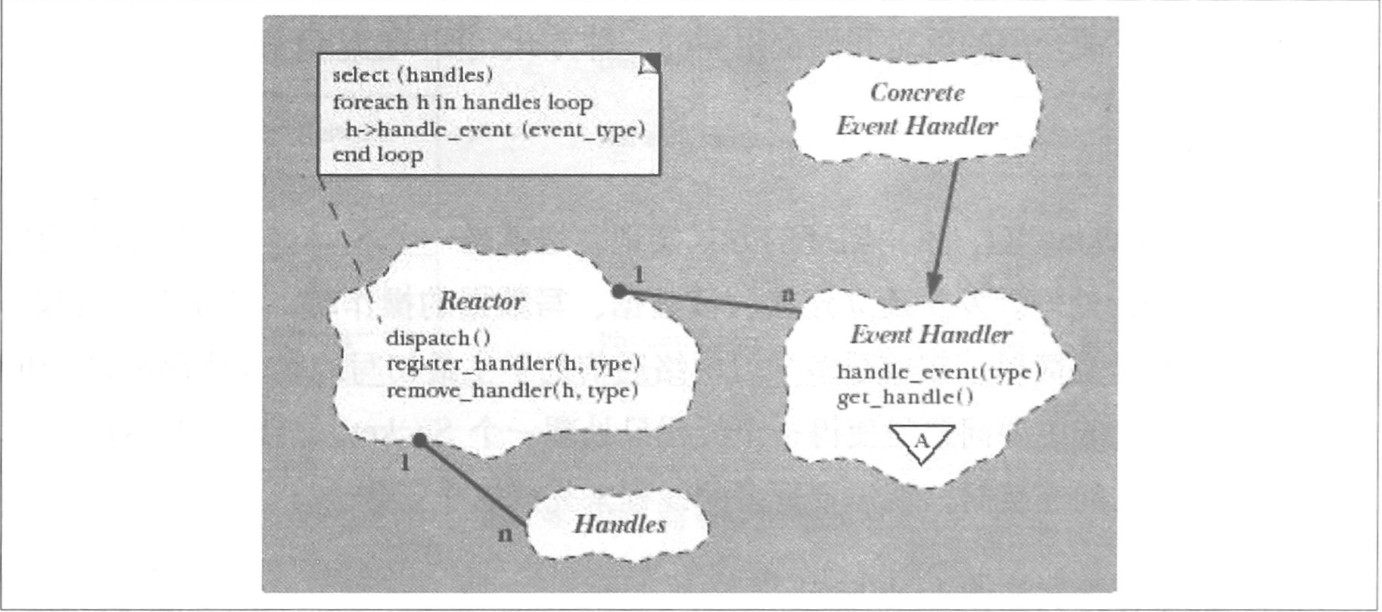 select (handles)
foreach h in handles loop
h->handle_event (event_type)
end loop
Concrete
Event Handler
Reactor
dispatch()
register_handler(h, type)
remove_handler(h, type)
1
n
Event Handler
handle_event(type)
get_handle()
A
1
n
Handles